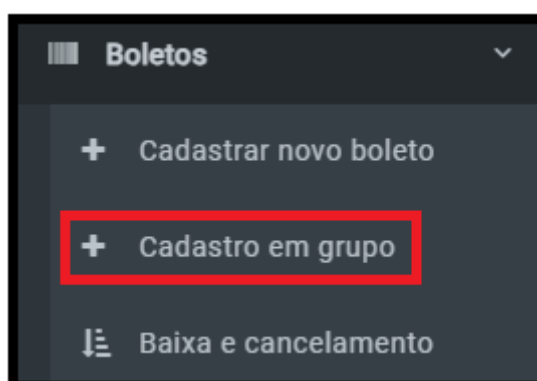 Boletos
Cadastrar novo boleto
Cadastro em grupo
Baixa e cancelamento